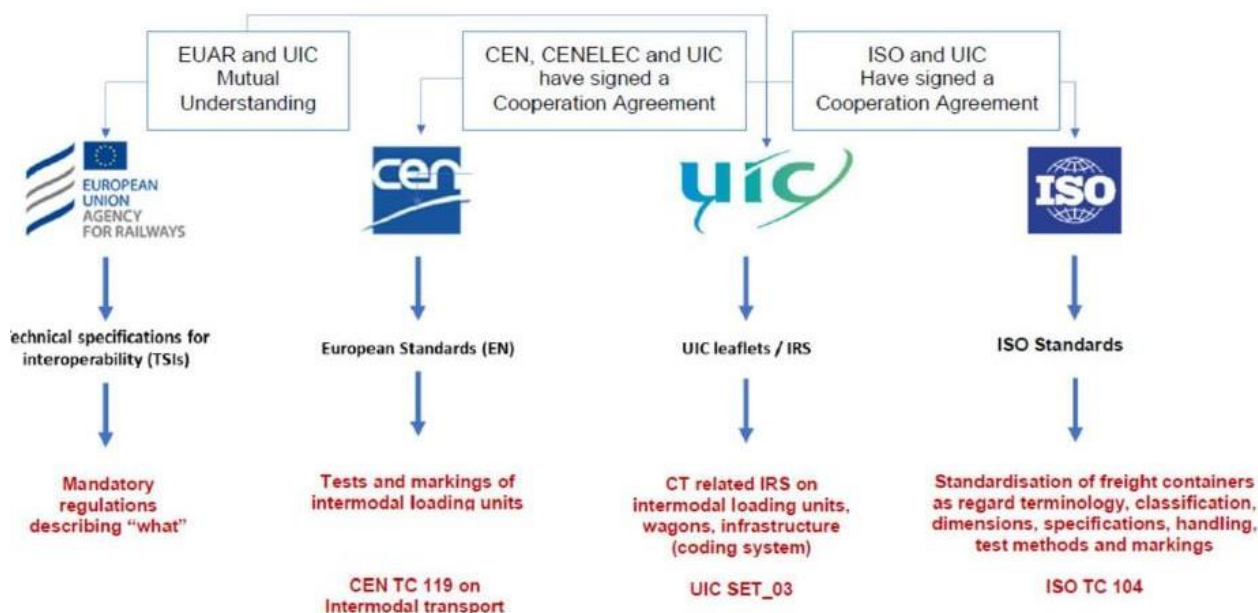 EUAR and UIC
Mutual
Understanding
CEN, CENELEC and UIC
have signed a
Cooperation Agreement
ISO and UIC
Have signed a
Cooperation Agreement
EUROPEAN
UNION
AGENCY
FOR RAILWAYS
cen
uic
ISO
echnical specifications for
interoperability (TSIs)
European Standards (EN)
UIC leaflets / IRS
ISO Standards
Mandatory
regulations
describing “what”
Tests and markings of
intermodal loading units
CEN TC 119 on
Intermodal transport
CT related IRS on
intermodal loading units,
wagons, infrastructure
(coding system)
UIC SET_03
Standardisation of freight containers
as regard terminology, classification,
dimensions, specifications, handling,
test methods and markings
ISO TC 104